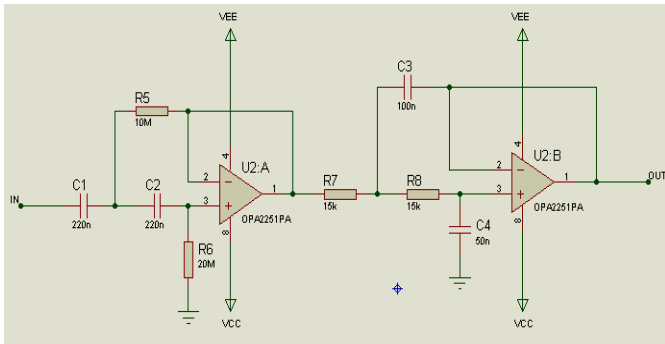 VEE
VEE
C3
100n
R5
10M
4
4
U2:A
U2:B
2
2
C1
C2
1
R7
R8
1
OUT
IN
3
3
220n
220n
OPA2251PA
15k
15k
OPA2251PA
C4
50n
8
8
R6
20M
VCC
VCC